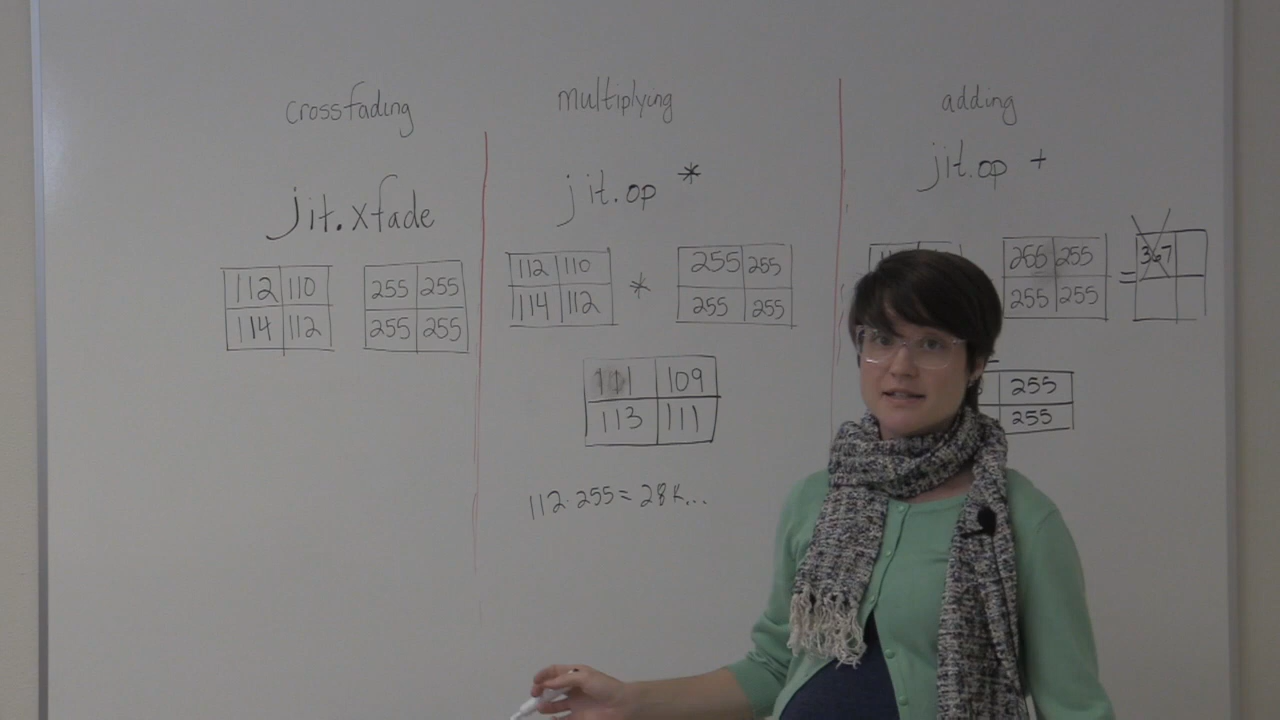 crossfading
jit.xfade
112 110 255 255
114 112 255 255
multiplying
jit.op *
112 110 * 255 255
114 112 255 255
109
113 111
112·255=28K...
adding
jit.op +
255 255 = 367
255 255
255
255